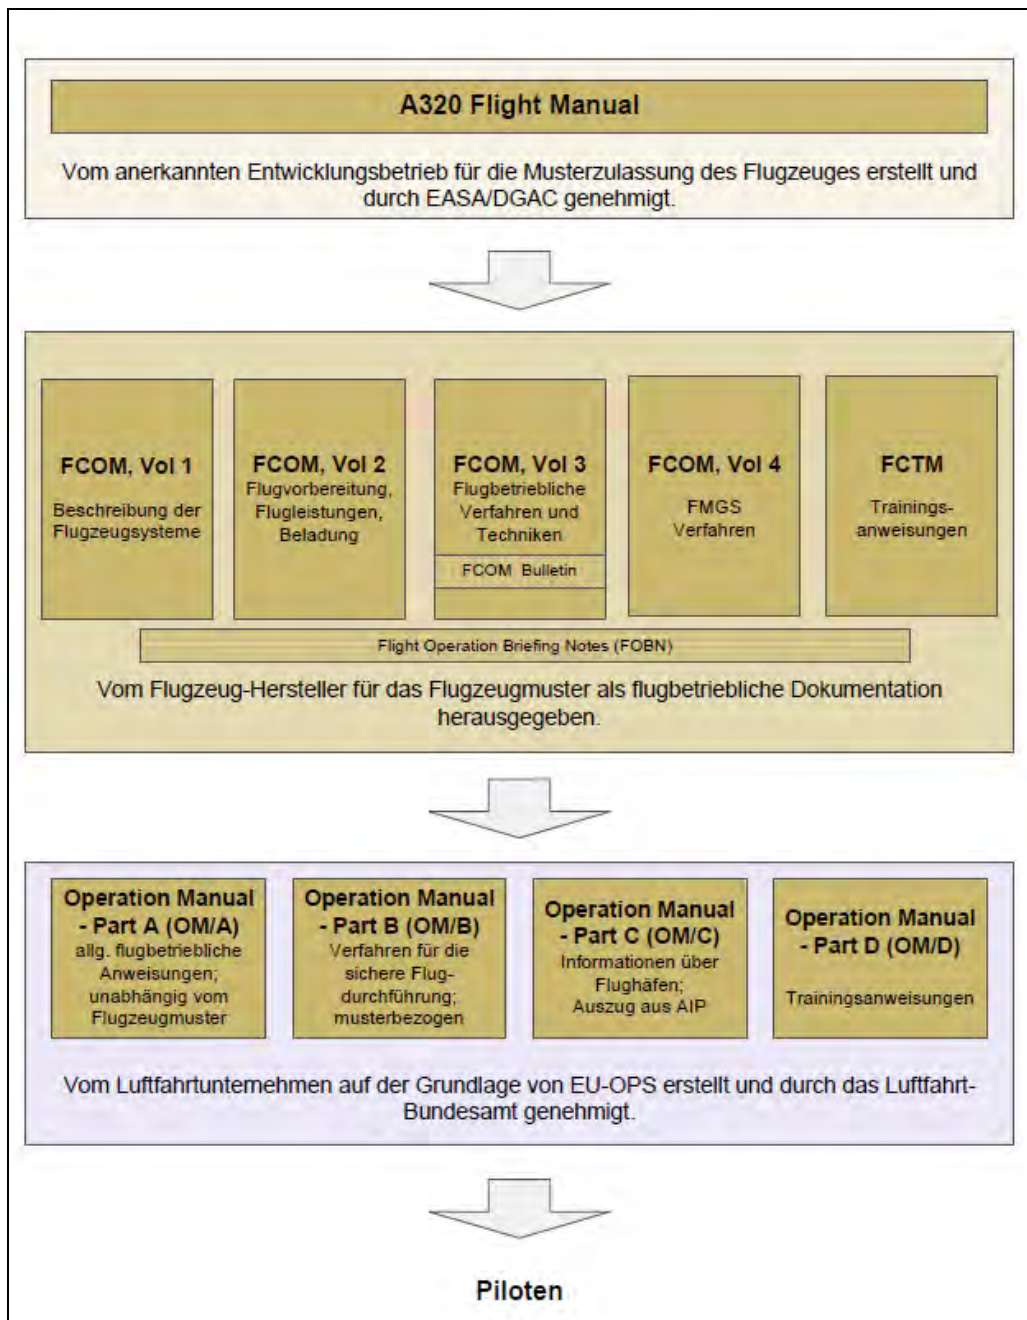 A320 Flight Manual
Vom anerkannten Entwicklungsbetrieb für die Musterzulassung des Flugzeuges erstellt und
durch EASA/DGAC genehmigt.
FCOM, Vol 1
Beschreibung der
Flugzeugsysteme
FCOM, Vol 2
Flugvorbereitung,
Flugleistungen,
Beladung
FCOM, Vol 3
Flugbetriebliche
Verfahren und
Techniken
FCOM Bulletin
FCOM, Vol 4
FMGS
Verfahren
FCTM
Trainings-
anweisungen
Flight Operation Briefing Notes (FOBN)
Vom Flugzeug-Hersteller für das Flugzeugmuster als flugbetriebliche Dokumentation
herausgegeben.
Operation Manual
- Part A (OM/A)
allg. flugbetriebliche
Anweisungen;
unabhängig vom
Flugzeugmuster
Operation Manual
- Part B (OM/B)
Verfahren für die
sichere Flug-
durchführung;
musterbezogen
Operation Manual
- Part C (OM/C)
Informationen über
Flughäfen;
Auszug aus AIP
Operation Manual
- Part D (OM/D)
Trainingsanweisungen
Vom Luftfahrtunternehmen auf der Grundlage von EU-OPS erstellt und durch das Luftfahrt-
Bundesamt genehmigt.
Piloten